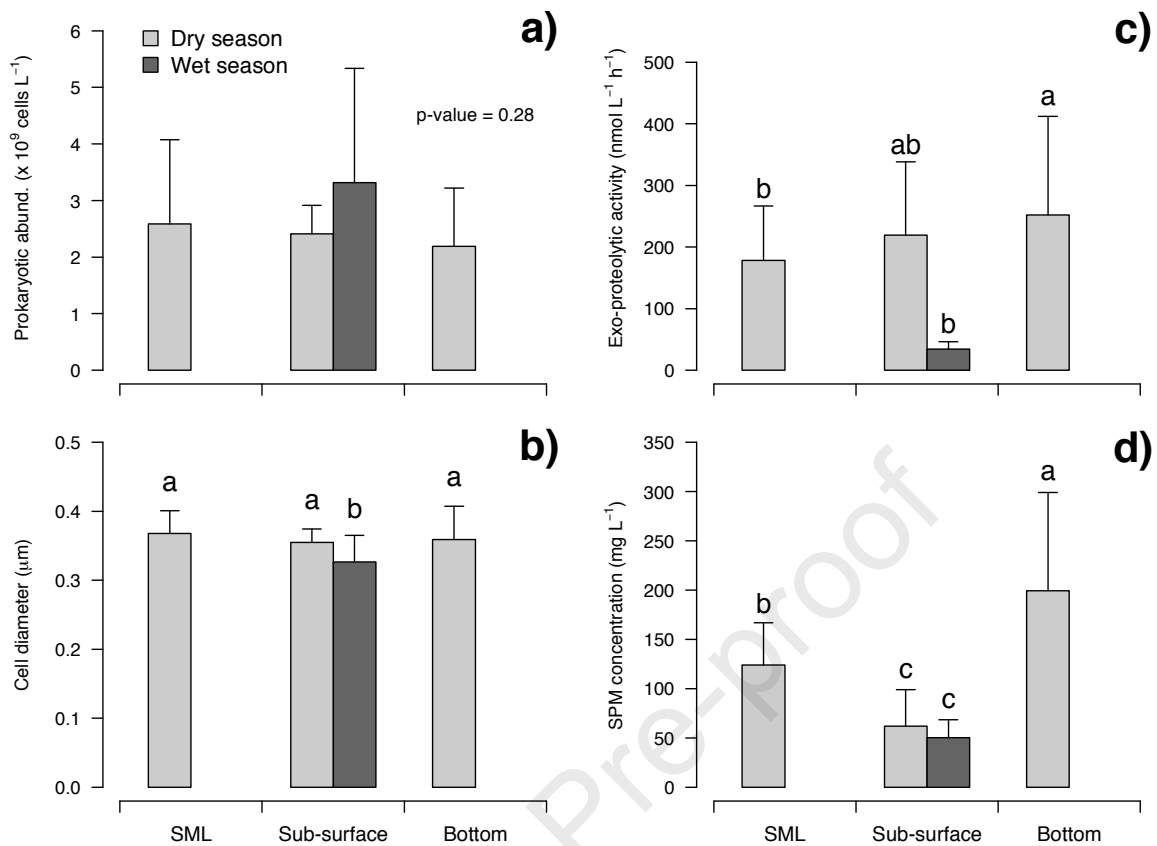 a)
Dry season
Wet season
p-value = 0.28
Prokaryotic abund. (x 10⁹ cells L⁻¹)
6
5
4
3
2
1
0
c)
Exo-proteolytic activity (nmol L⁻¹ h⁻¹)
500
400
300
200
100
0
b
ab
b
a
b)
Cell diameter (μm)
0.5
0.4
0.3
0.2
0.1
0.0
a
a
b
a
SML
Sub-surface
Bottom
d)
SPM concentration (mg L⁻¹)
350
300
250
200
150
100
50
0
b
c
c
a
SML
Sub-surface
Bottom
Pre-proof